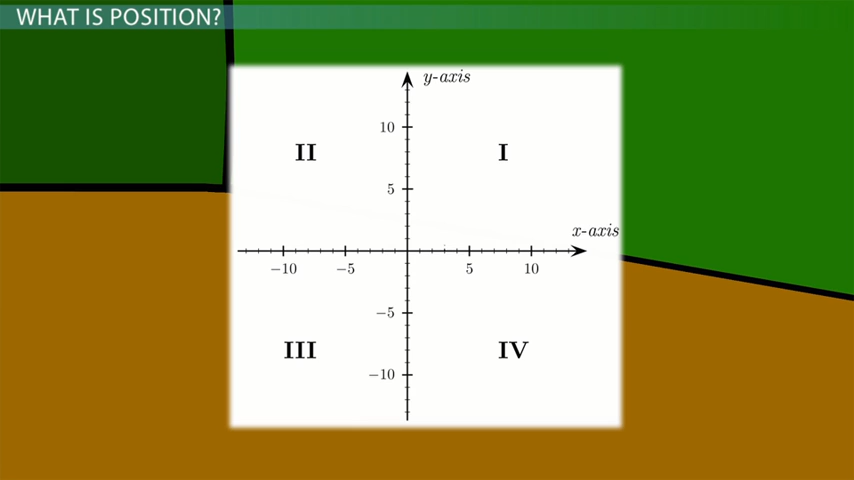 WHAT IS POSITION?
y-axis
10
II
I
5
x-axis
−10
−5
5
10
−5
III
IV
−10